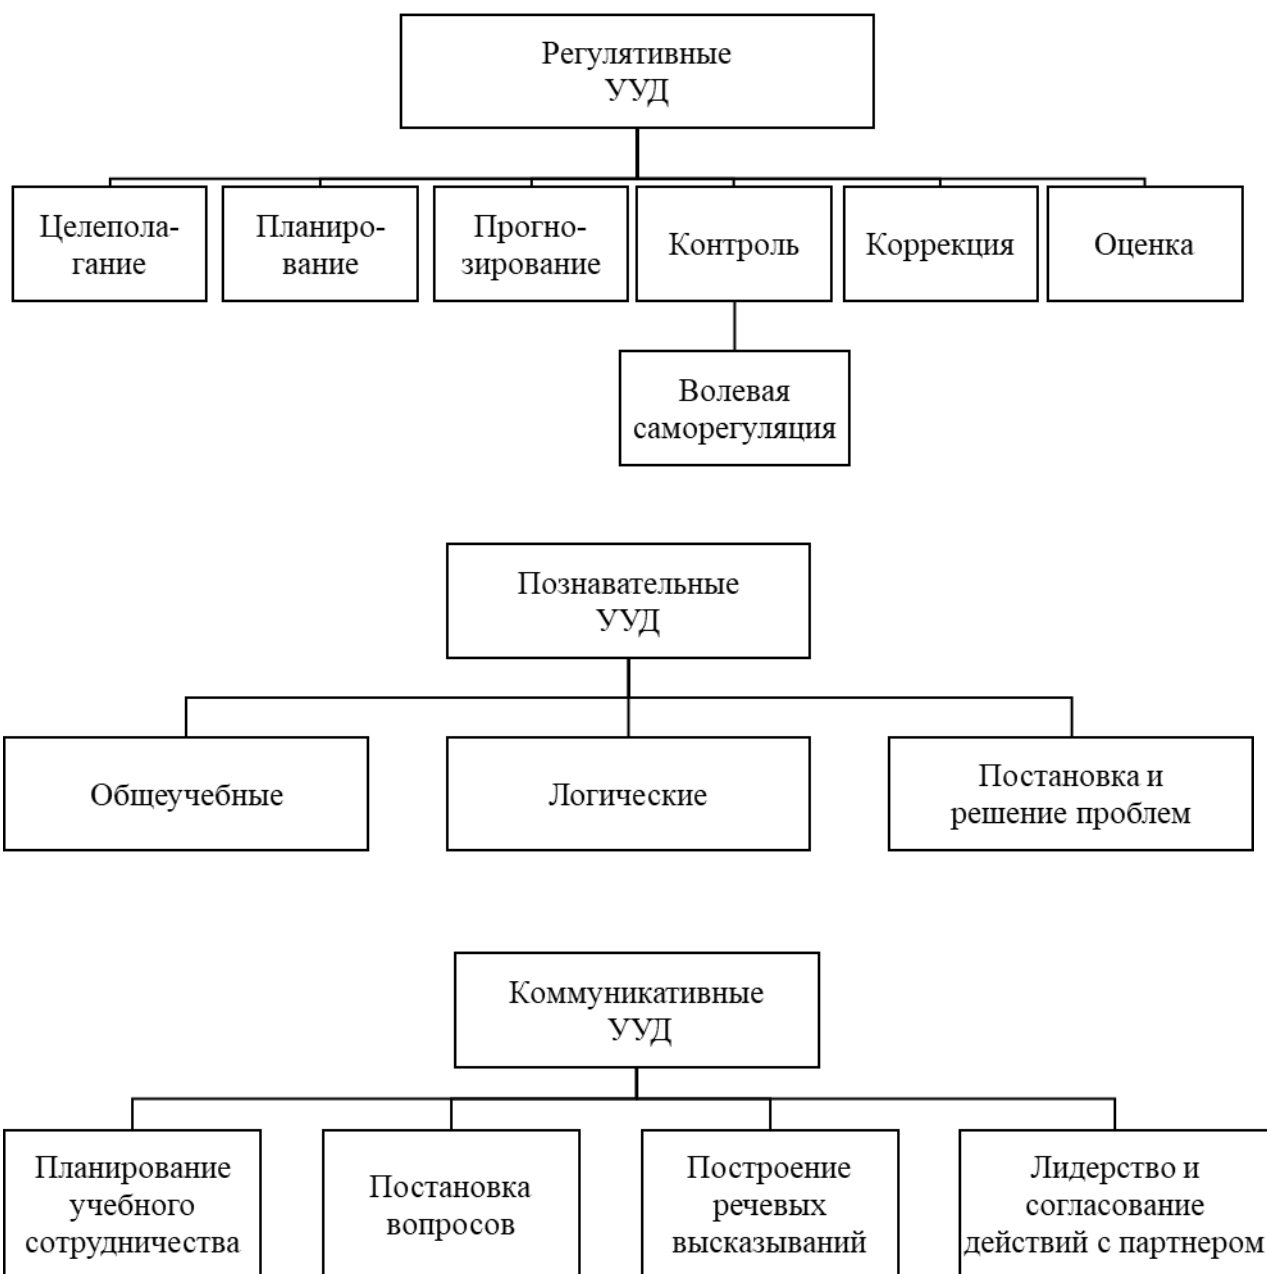 Регулятивные
УУД
Целепола-
гание
Планиро-
вание
Прогно-
зирование
Контроль
Коррекция
Оценка
Волевая
саморегуляция
Познавательные
УУД
Общеучебные
Логические
Постановка и
решение проблем
Коммуникативные
УУД
Планирование
учебного
сотрудничества
Постановка
вопросов
Построение
речевых
высказываний
Лидерство и
согласование
действий с партнером